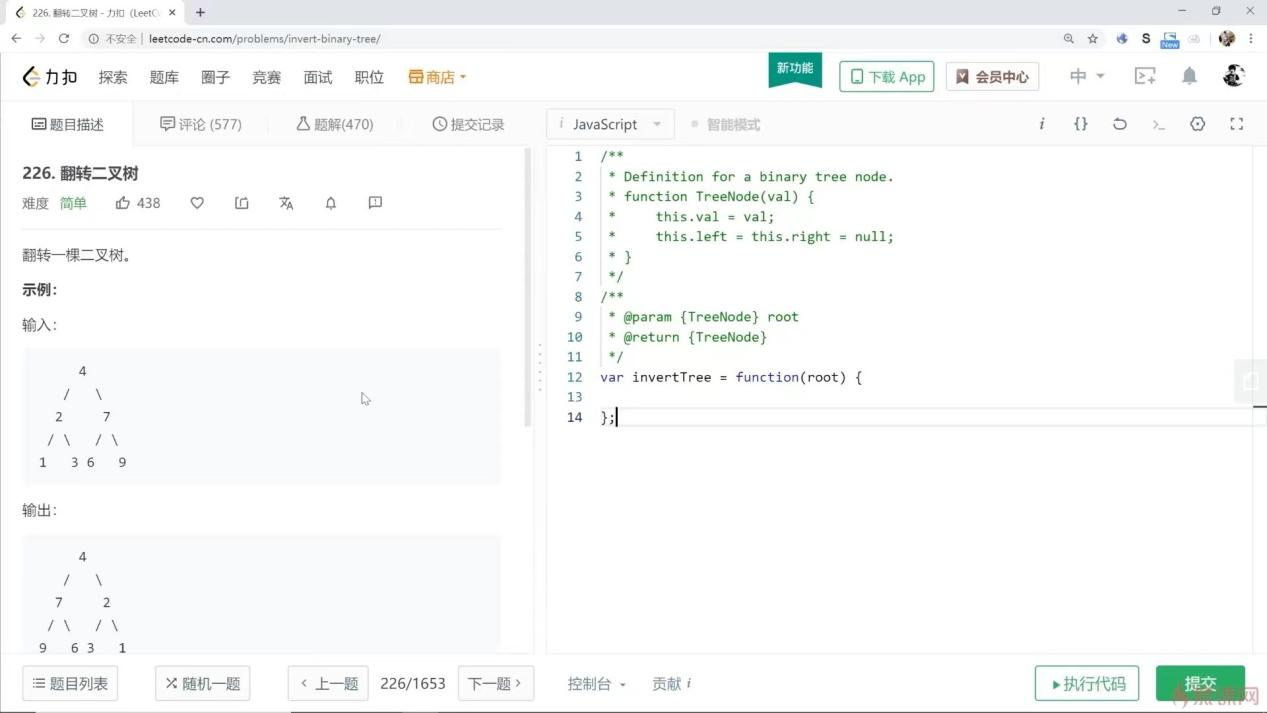 226. 翻转二叉树 - 力扣 (LeetCo
不安全 | leetcode-cn.com/problems/invert-binary-tree/
New
力扣 探索 题库 圈子 竞赛 面试 职位 商店 新功能 下载 App 会员中心 中
题目描述 评论 (577) 题解(470) 提交记录 i JavaScript 智能模式
226. 翻转二叉树
难度 简单 438
翻转一棵二叉树。
示例：
输入：
4
/ \
2 7
/ \ / \
1 3 6 9
输出：
4
/ \
7 2
/ \ / \
9 6 3 1
1 /**
2 * Definition for a binary tree node.
3 * function TreeNode(val) {
4 *     this.val = val;
5 *     this.left = this.right = null;
6 * }
7 */
8 /**
9 * @param {TreeNode} root
10 * @return {TreeNode}
11 */
12 var invertTree = function(root) {
13
14 };
题目列表 随机一题 上一题 226/1653 下一题 控制台 贡献 i 执行代码 提交